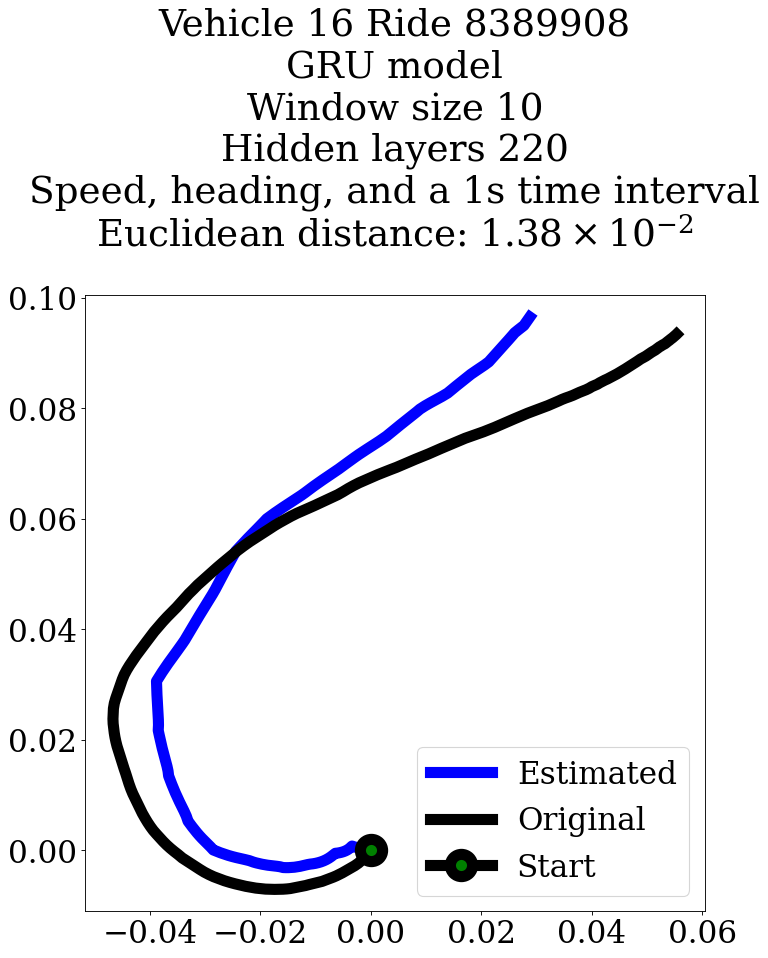 Vehicle 16 Ride 8389908
GRU model
Window size 10
Hidden layers 220
Speed, heading, and a 1s time interval
Euclidean distance: 1.38 × 10⁻²
0.10
0.08
0.06
0.04
0.02
0.00
Estimated
Original
Start
−0.04 −0.02 0.00 0.02 0.04 0.06